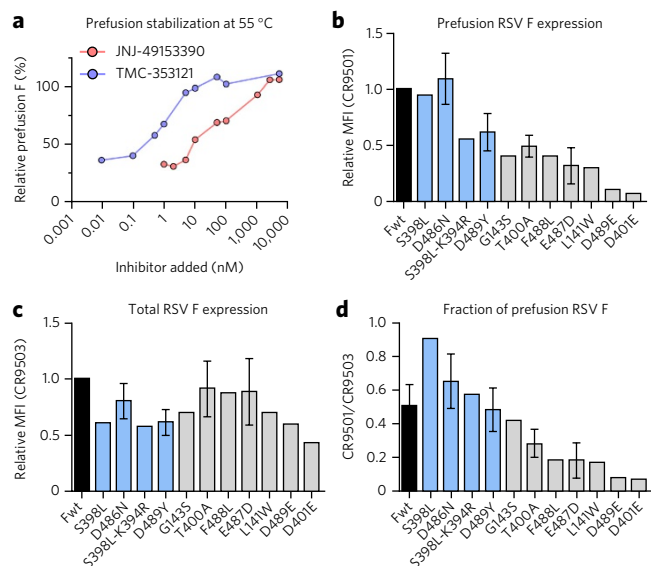 a
Prefusion stabilization at 55 °C
JNJ-49153390
TMC-353121
Relative prefusion F (%)
100
50
0
0.001
0.01
0.1
1
10
100
1,000
10,000
Inhibitor added (nM)
b
Prefusion RSV F expression
Relative MFI (CR9501)
1.5
1.0
0.5
0
Fwt
S398L
D486N
S398L-K394R
D489Y
G143S
T400A
F488L
E487D
L141W
D489E
D401E
c
Total RSV F expression
Relative MFI (CR9503)
1.5
1.0
0.5
0
Fwt
S398L
D486N
S398L-K394R
D489Y
G143S
T400A
F488L
E487D
L141W
D489E
D401E
d
Fraction of prefusion RSV F
CR9501/CR9503
1.0
0.8
0.6
0.4
0.2
0
Fwt
S398L
D486N
S398L-K394R
D489Y
G143S
T400A
F488L
E487D
L141W
D489E
D401E